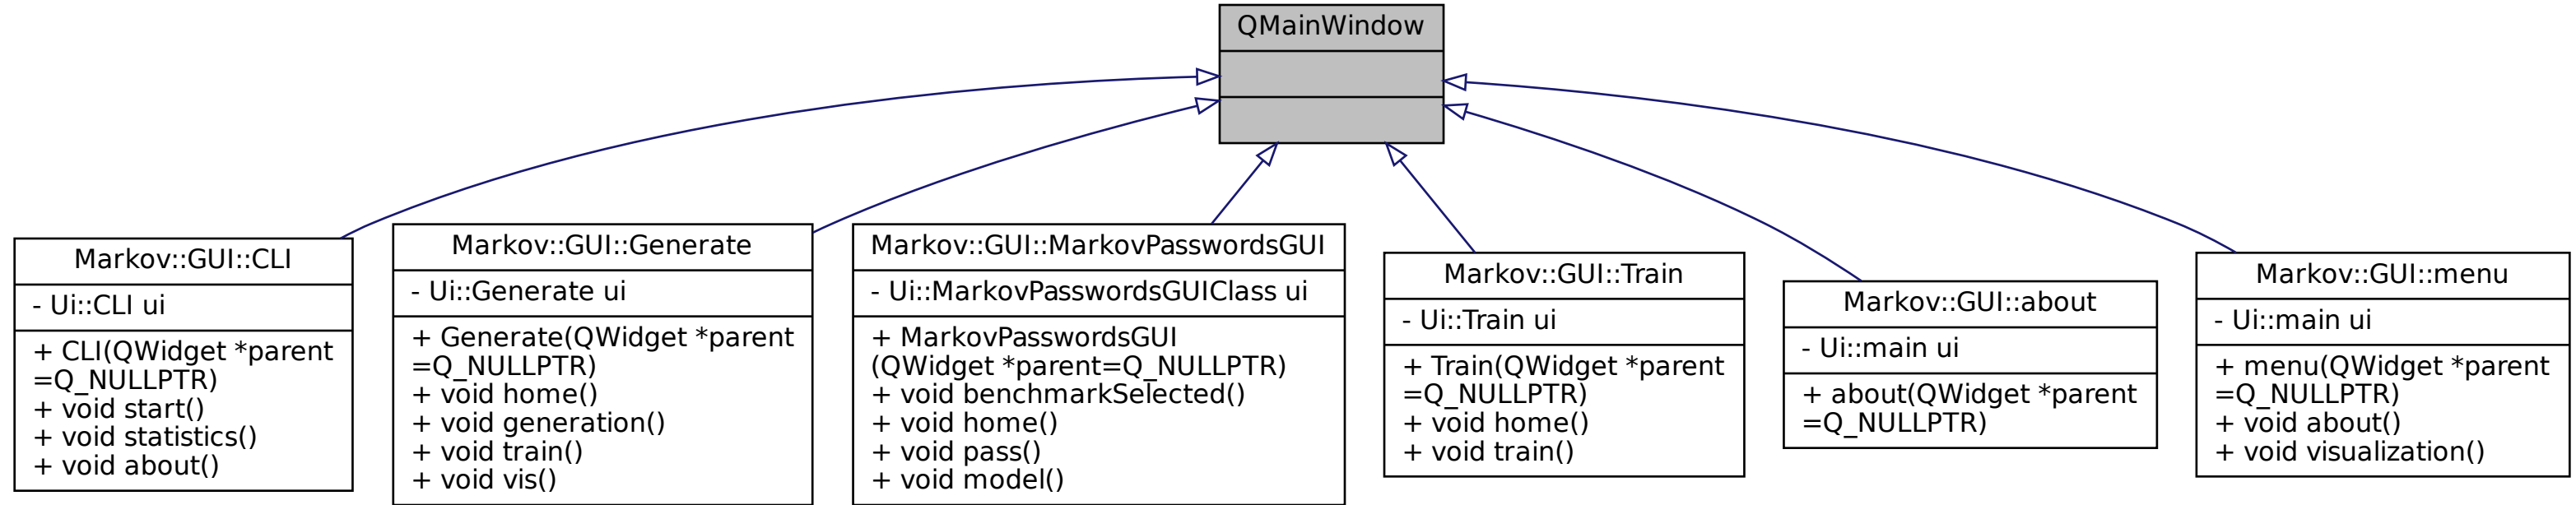 QMainWindow
Markov::GUI::CLI
- Ui::CLI ui
+ CLI(QWidget *parent
=Q_NULLPTR)
+ void start()
+ void statistics()
+ void about()
Markov::GUI::Generate
- Ui::Generate ui
+ Generate(QWidget *parent
=Q_NULLPTR)
+ void home()
+ void generation()
+ void train()
+ void vis()
Markov::GUI::MarkovPasswordsGUI
- Ui::MarkovPasswordsGUIClass ui
+ MarkovPasswordsGUI
(QWidget *parent=Q_NULLPTR)
+ void benchmarkSelected()
+ void home()
+ void pass()
+ void model()
Markov::GUI::Train
- Ui::Train ui
+ Train(QWidget *parent
=Q_NULLPTR)
+ void home()
+ void train()
Markov::GUI::about
- Ui::main ui
+ about(QWidget *parent
=Q_NULLPTR)
Markov::GUI::menu
- Ui::main ui
+ menu(QWidget *parent
=Q_NULLPTR)
+ void about()
+ void visualization()